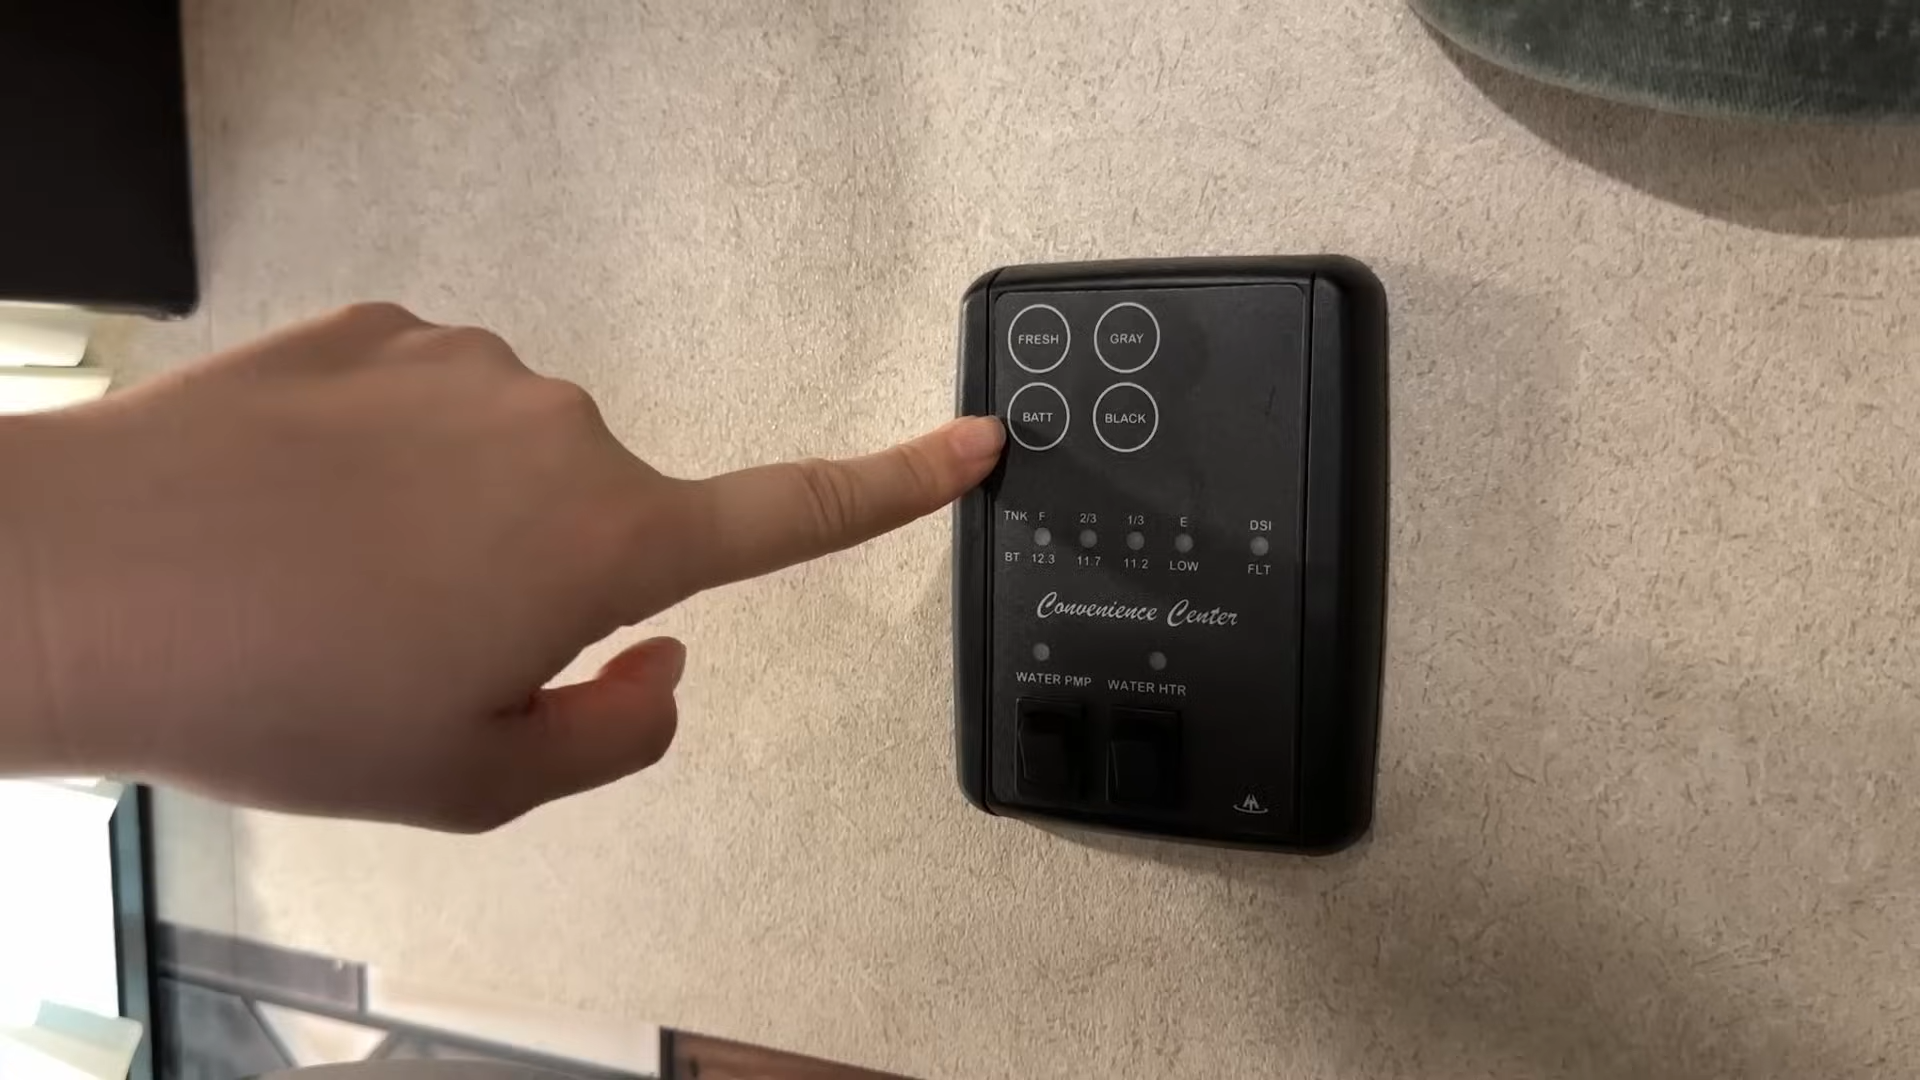 FRESH GRAY
BATT BLACK
TNK F 2/3 1/3 E DSI
BT 12.3 11.7 11.2 LOW FLT
Convenience Center
WATER PMP WATER HTR